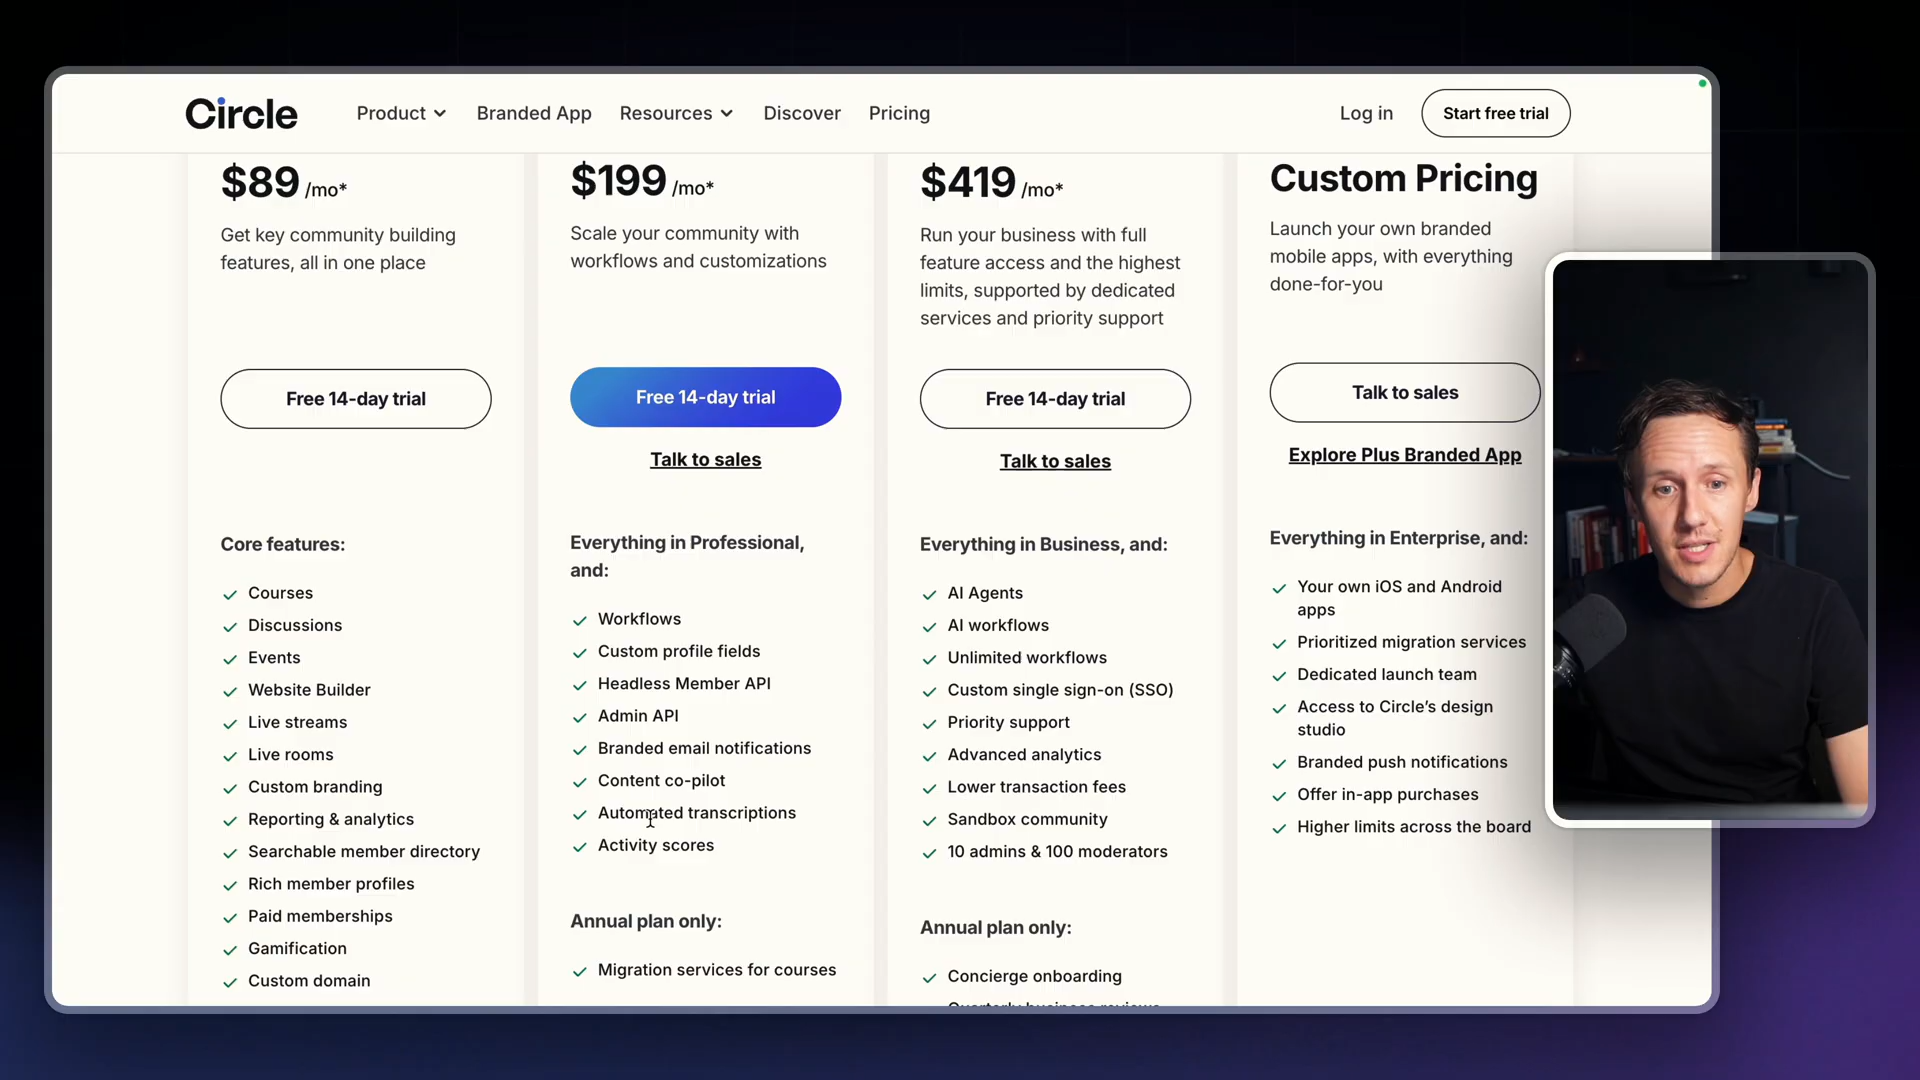 Circle
Product
Branded App
Resources
Discover
Pricing
Log in
Start free trial
$89 /mo*
Get key community building
features, all in one place
Free 14-day trial
Core features:
Courses
Discussions
Events
Website Builder
Live streams
Live rooms
Custom branding
Reporting & analytics
Searchable member directory
Rich member profiles
Paid memberships
Gamification
Custom domain
$199 /mo*
Scale your community with
workflows and customizations
Free 14-day trial
Talk to sales
Everything in Professional,
and:
Workflows
Custom profile fields
Headless Member API
Admin API
Branded email notifications
Content co-pilot
Automated transcriptions
Activity scores
Annual plan only:
Migration services for courses
$419 /mo*
Run your business with full
feature access and the highest
limits, supported by dedicated
services and priority support
Free 14-day trial
Talk to sales
Everything in Business, and:
AI Agents
AI workflows
Unlimited workflows
Custom single sign-on (SSO)
Priority support
Advanced analytics
Lower transaction fees
Sandbox community
10 admins & 100 moderators
Annual plan only:
Concierge onboarding
Quarterly business reviews
Custom Pricing
Launch your own branded
mobile apps, with everything
done-for-you
Talk to sales
Explore Plus Branded App
Everything in Enterprise, and:
Your own iOS and Android
apps
Prioritized migration services
Dedicated launch team
Access to Circle's design
studio
Branded push notifications
Offer in-app purchases
Higher limits across the board